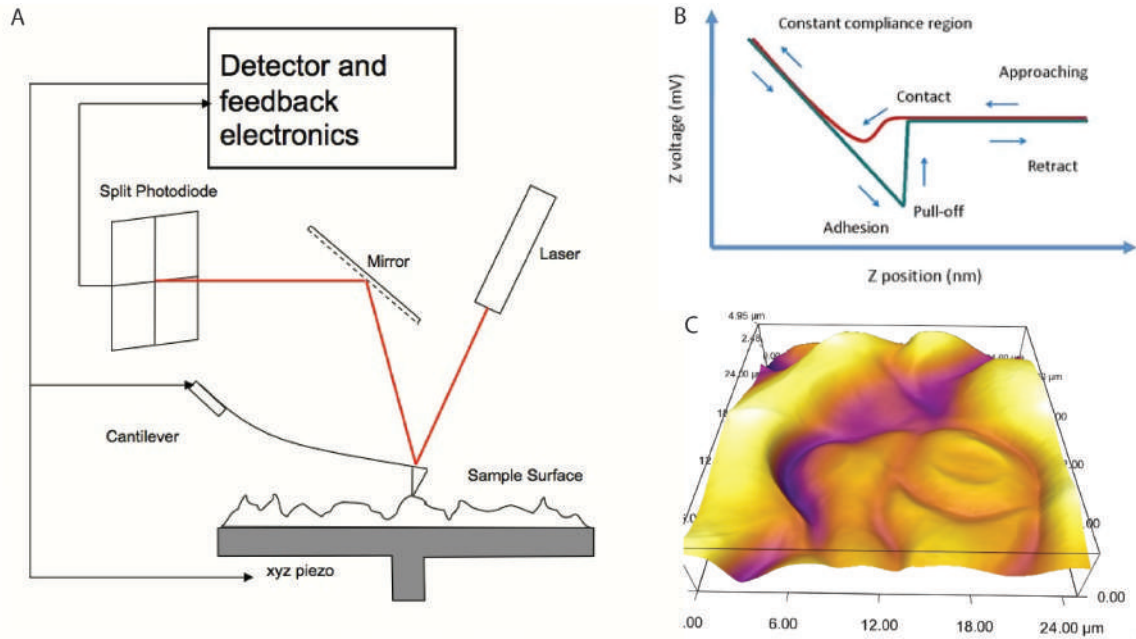 A
Detector and
feedback
electronics
Split Photodiode
Mirror
Laser
Cantilever
Sample Surface
xyz piezo
B
Constant compliance region
Approaching
Contact
Retract
Pull-off
Adhesion
Z voltage (mV)
Z position (nm)
C
4.95 µm
24.00 µm
0.00
.00
6.00
12.00
18.00
24.00 µm